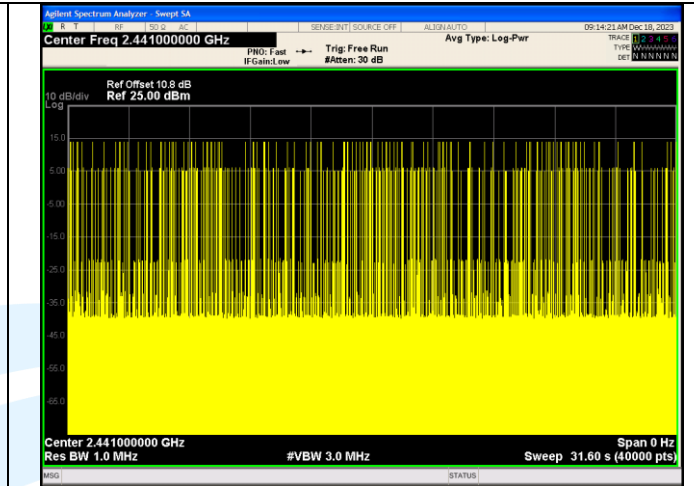 Agilent Spectrum Analyzer - Swept SA
R T RF 50 Ω AC SENSE:INT SOURCE OFF ALIGN AUTO 09:14:21 AM Dec 18, 2023
Center Freq 2.441000000 GHz
Avg Type: Log-Pwr
TRACE 1 2 3 4 5 6
PNO: Fast Trig: Free Run
TYPE
IFGain:Low #Atten: 30 dB
DET N N N N N N
Ref Offset 10.8 dB
10 dB/div Ref 25.00 dBm
Log
15.0
5.00
-5.00
-15.0
-25.0
-35.0
-45.0
-55.0
-65.0
Center 2.441000000 GHz Span 0 Hz
Res BW 1.0 MHz #VBW 3.0 MHz Sweep 31.60 s (40000 pts)
MSG STATUS